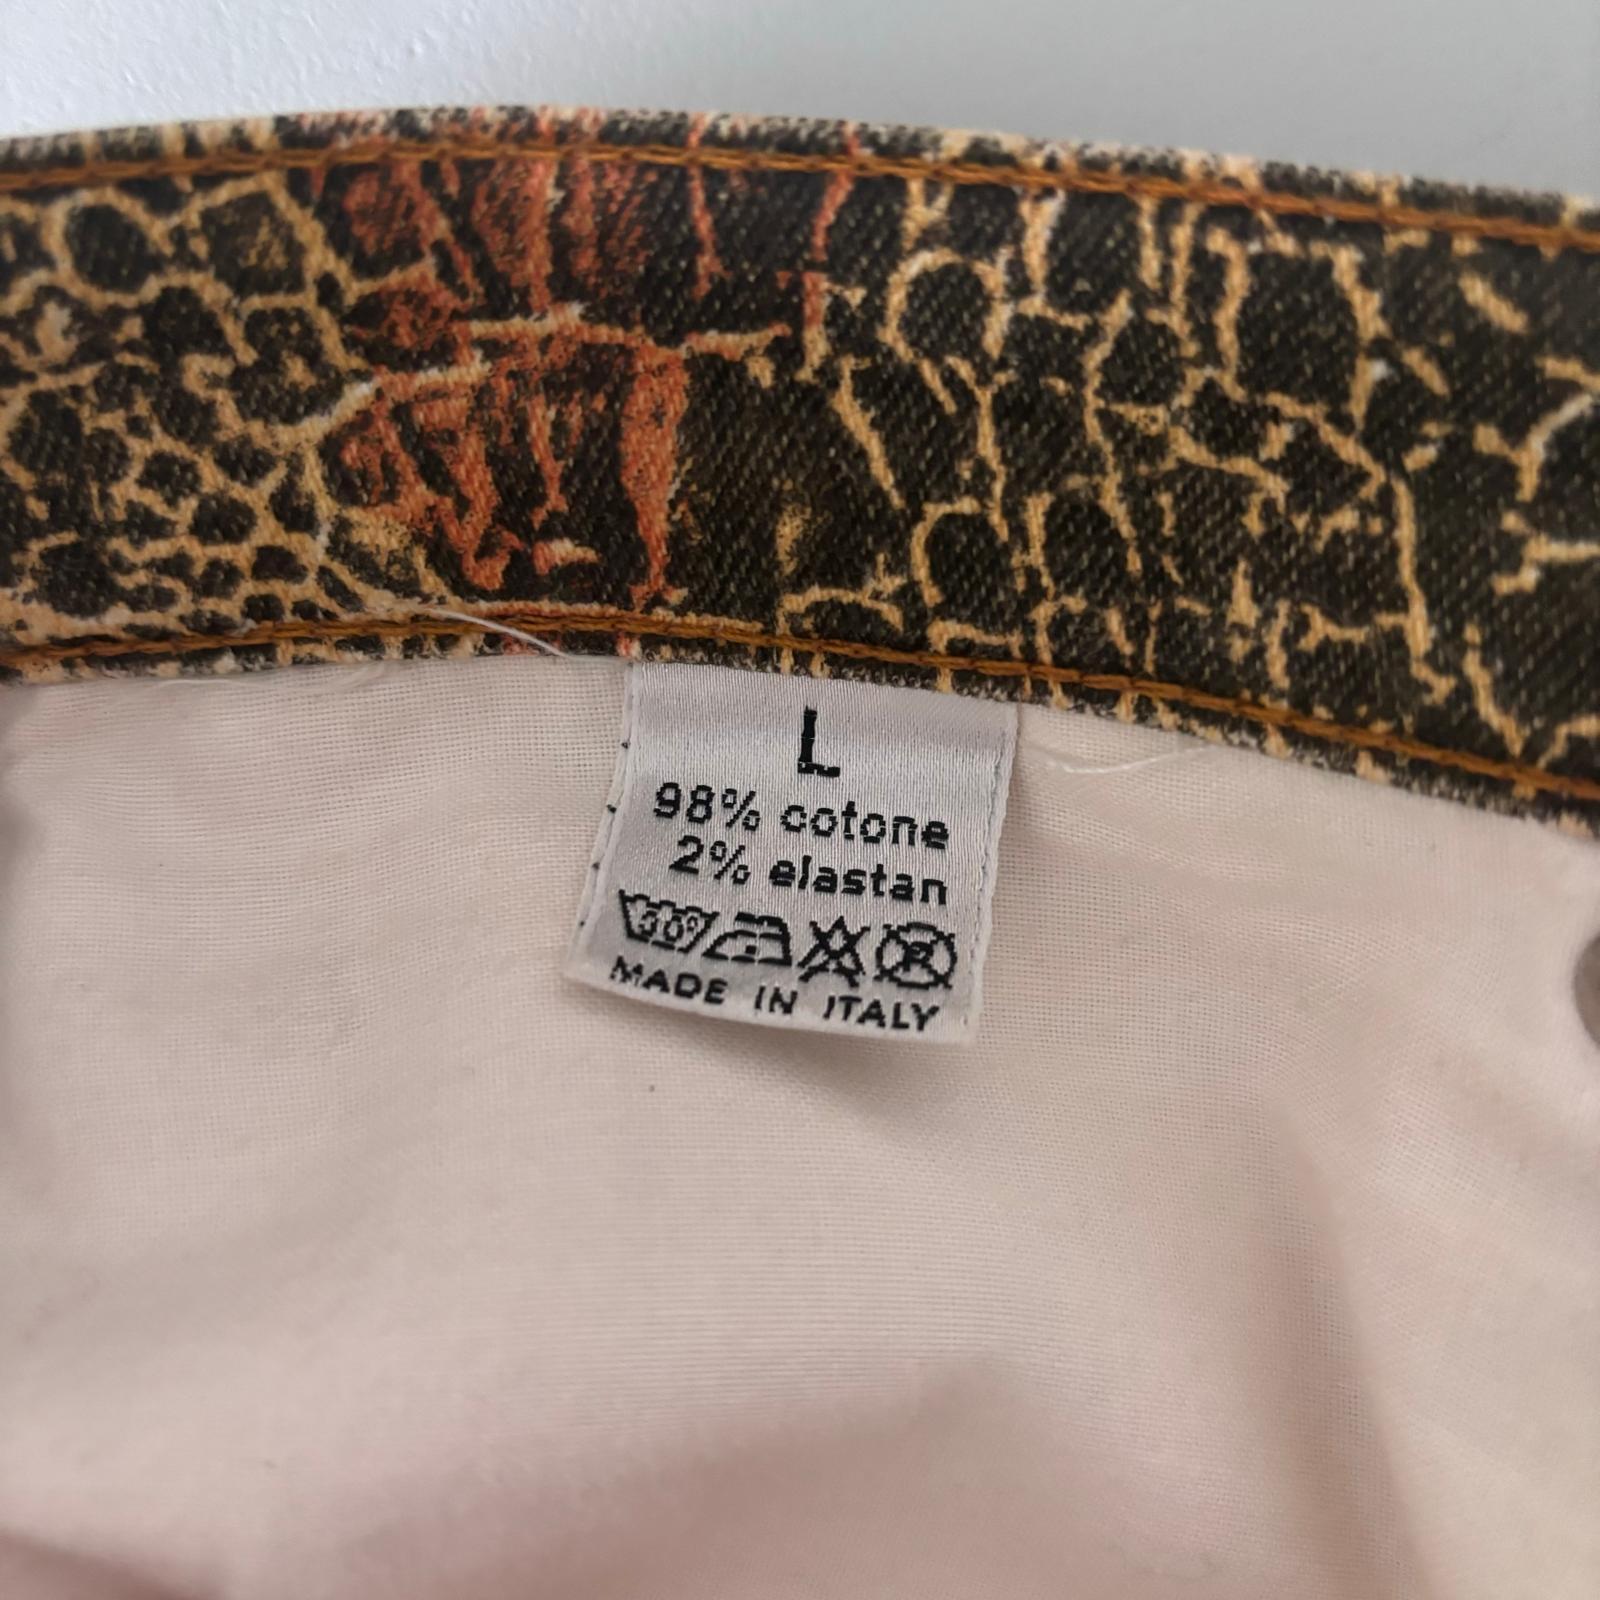 L
98% cotone
2% elastan
30° P
MADE IN ITALY